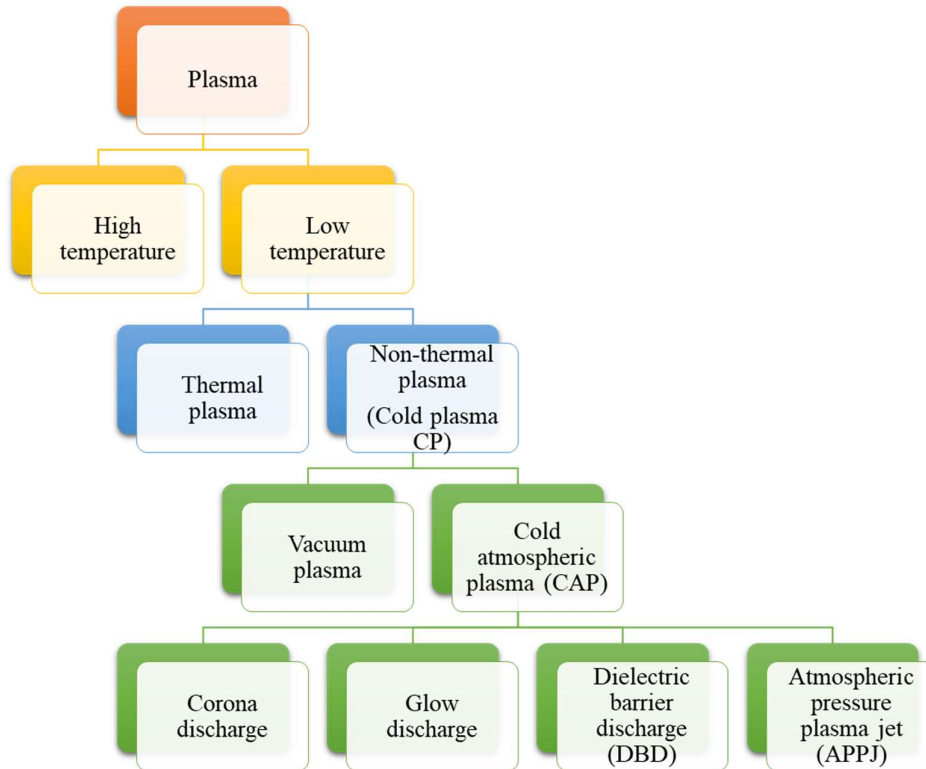 Plasma
High
temperature
Low
temperature
Thermal
plasma
Non-thermal
plasma
(Cold plasma
CP)
Vacuum
plasma
Cold
atmospheric
plasma (CAP)
Corona
discharge
Glow
discharge
Dielectric
barrier
discharge
(DBD)
Atmospheric
pressure
plasma jet
(APPJ)